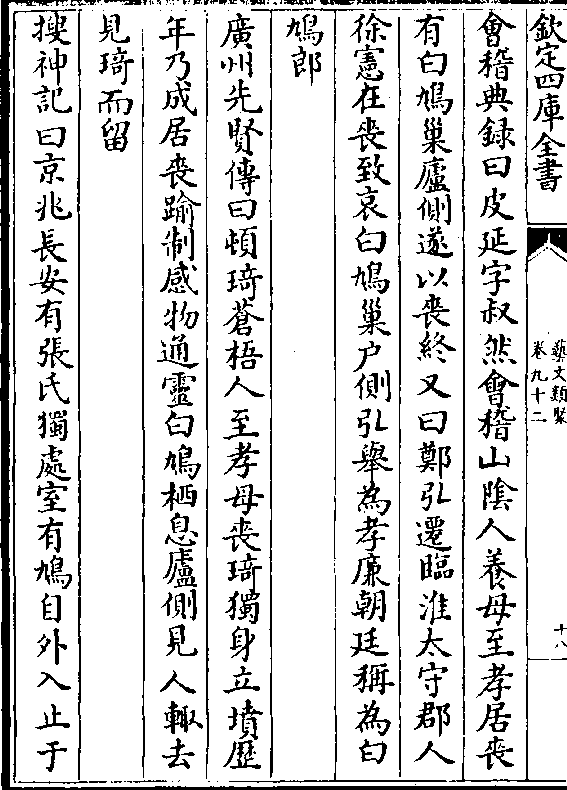 欽定四庫全書
藝文類聚
卷九十二
十八
會稽典録曰皮延字叔然會稽山陰人養母至孝居喪
有白鳩巢廬側遂以喪終又曰鄭弘遷臨淮太守郡人
徐憲在喪致哀白鳩巢户側弘舉為孝廉朝廷稱為白
鳩郎
廣州先賢傳曰頓琦蒼梧人至孝母喪琦獨身立墳歴
年乃成居喪踰制感物通靈白鳩栖息廬側見人輙去
見琦而留
搜神記曰京兆長安有張氏獨處室有鳩自外入止于